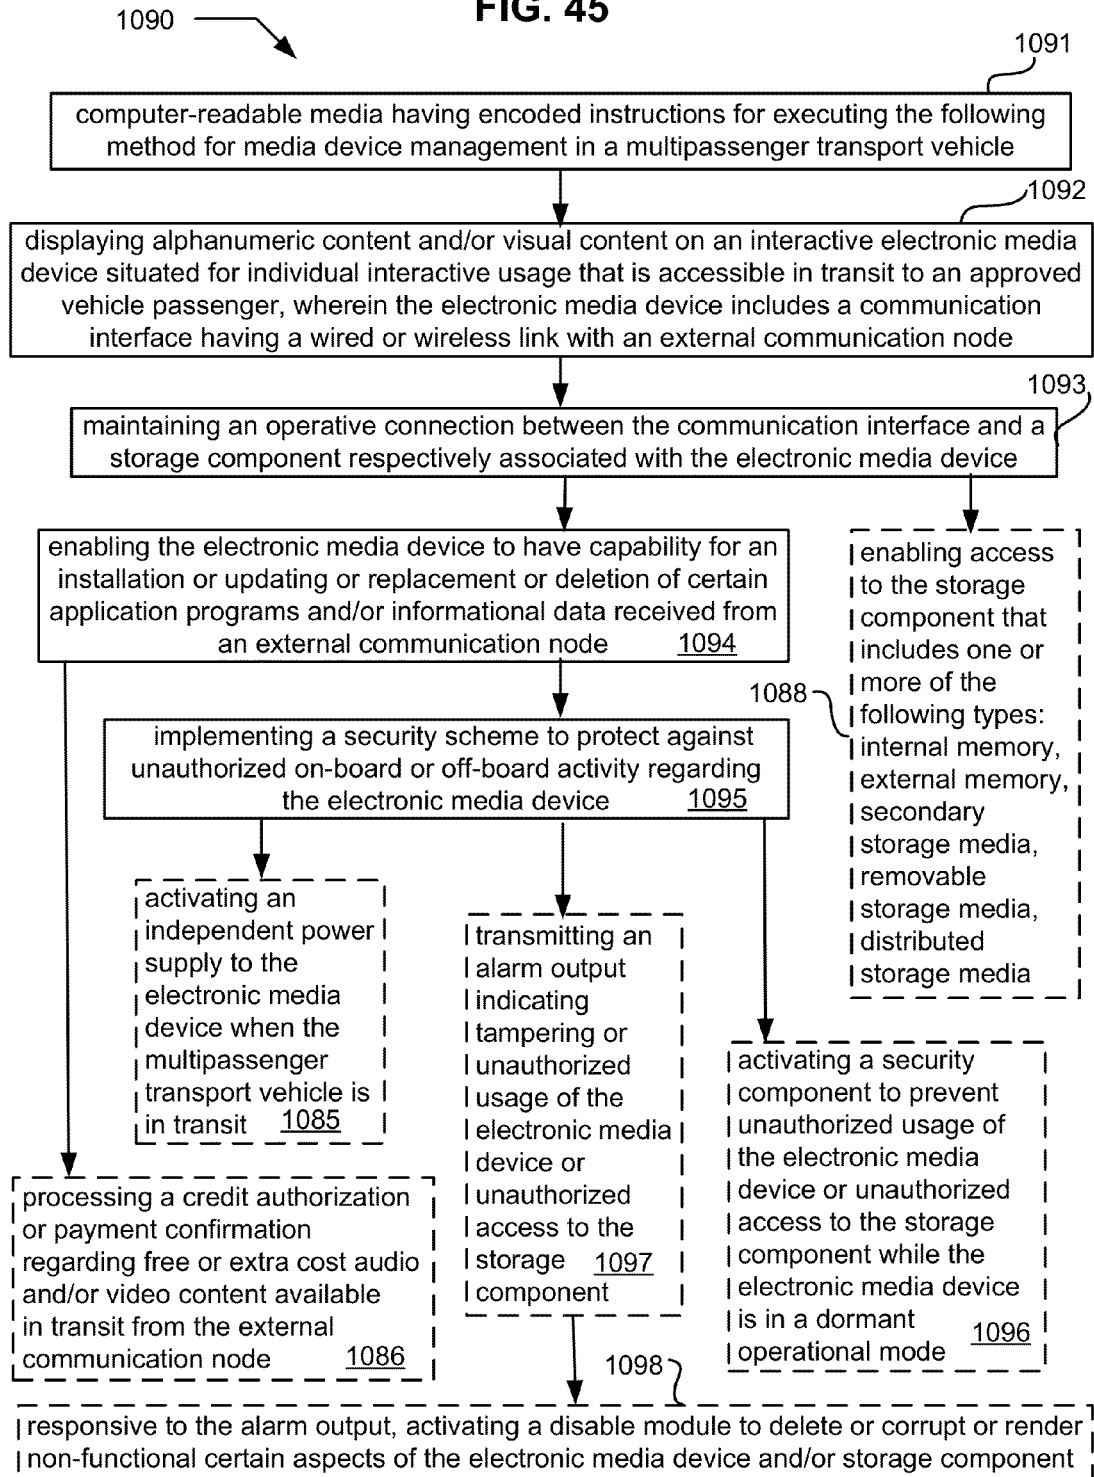 FIG. 45
1090
1091
computer-readable media having encoded instructions for executing the following
method for media device management in a multipassenger transport vehicle
1092
displaying alphanumeric content and/or visual content on an interactive electronic media
device situated for individual interactive usage that is accessible in transit to an approved
vehicle passenger, wherein the electronic media device includes a communication
interface having a wired or wireless link with an external communication node
1093
maintaining an operative connection between the communication interface and a
storage component respectively associated with the electronic media device
enabling the electronic media device to have capability for an
installation or updating or replacement or deletion of certain
application programs and/or informational data received from
an external communication node 1094
enabling access
to the storage
component that
includes one or
more of the
following types:
internal memory,
external memory,
secondary
storage media,
removable
storage media,
distributed
storage media
1088
implementing a security scheme to protect against
unauthorized on-board or off-board activity regarding
the electronic media device 1095
activating an
independent power
supply to the
electronic media
device when the
multipassenger
transport vehicle is
in transit 1085
transmitting an
alarm output
indicating
tampering or
unauthorized
usage of the
electronic media
device or
unauthorized
access to the
storage 1097
component
activating a security
component to prevent
unauthorized usage of
the electronic media
device or unauthorized
access to the storage
component while the
electronic media device
is in a dormant
operational mode 1096
processing a credit authorization
or payment confirmation
regarding free or extra cost audio
and/or video content available
in transit from the external
communication node 1086
1098
responsive to the alarm output, activating a disable module to delete or corrupt or render
non-functional certain aspects of the electronic media device and/or storage component